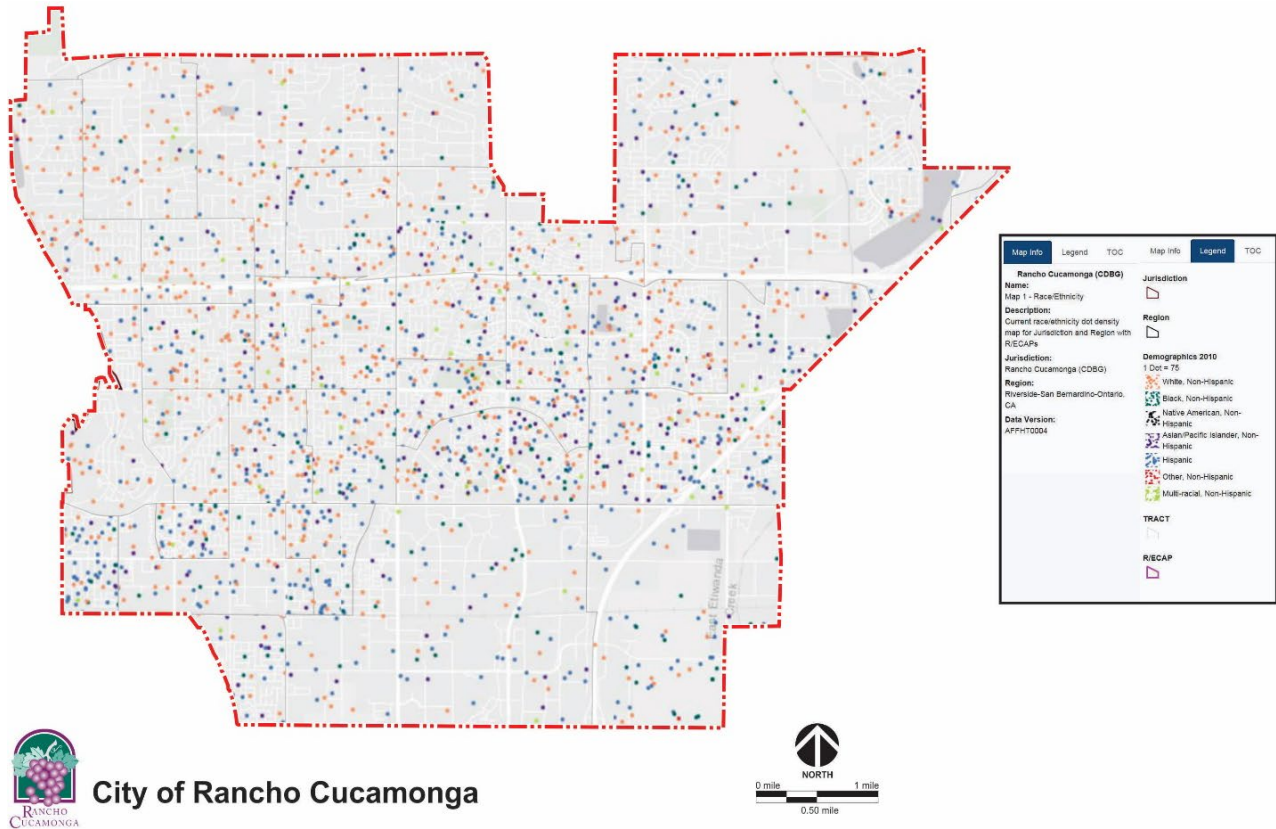 East Etiwanda
Creek
Map Info Legend TOC
Rancho Cucamonga (CDBG)
Name:
Map 1 - Race/Ethnicity
Description:
Current race/ethnicity dot density
map for Jurisdiction and Region with
R/ECAPs
Jurisdiction:
Rancho Cucamonga (CDBG)
Region:
Riverside-San Bernardino-Ontario,
CA
Data Version:
AFFHT0004
Map Info Legend TOC
Jurisdiction
Region
Demographics 2010
1 Dot = 75
White, Non-Hispanic
Black, Non-Hispanic
Native American, Non-
Hispanic
Asian/Pacific Islander, Non-
Hispanic
Hispanic
Other, Non-Hispanic
Multi-racial, Non-Hispanic
TRACT
R/ECAP
RANCHO
CUCAMONGA
City of Rancho Cucamonga
NORTH
0 mile 1 mile
0.50 mile